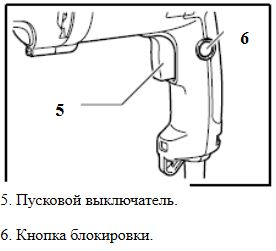 6
5
5. Пусковой выключатель.
6. Кнопка блокировки.